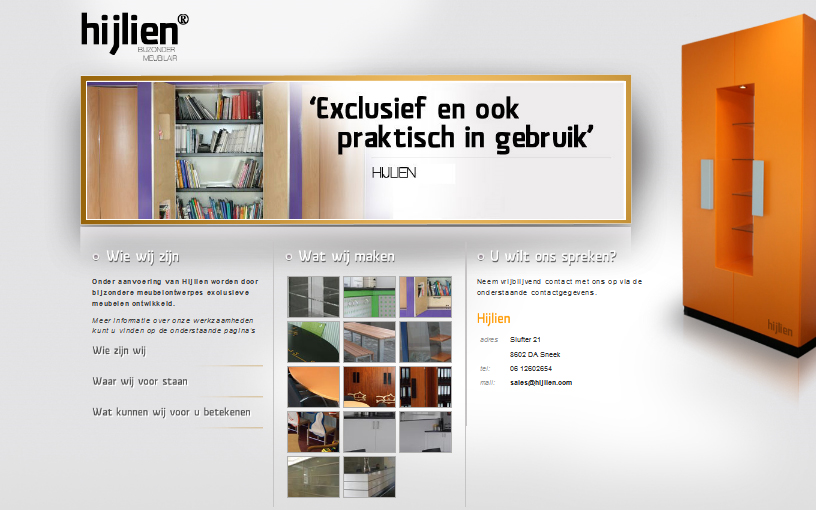 hijlien®
BIJZONDER
MEUBILAIR
‘Exclusief en ook
praktisch in gebruik’
HIJLIEN
Wie wij zijn
Onder aanvoering van Hijlien worden door
bijzondere meubelontwerpes exclusieve
meubelen ontwikkeld.
Meer informatie over onze werkzaamheden
kunt u vinden op de onderstaande pagina's
Wie zijn wij
Waar wij voor staan
Wat kunnen wij voor u betekenen
Wat wij maken
U wilt ons spreken?
Neem vrijblijvend contact met ons op via de
onderstaande contactgegevens.
Hijlien
adres Slufter 21
8602 DA Sneek
tel: 06 12602654
mail: sales@hijlien.com
hijlien